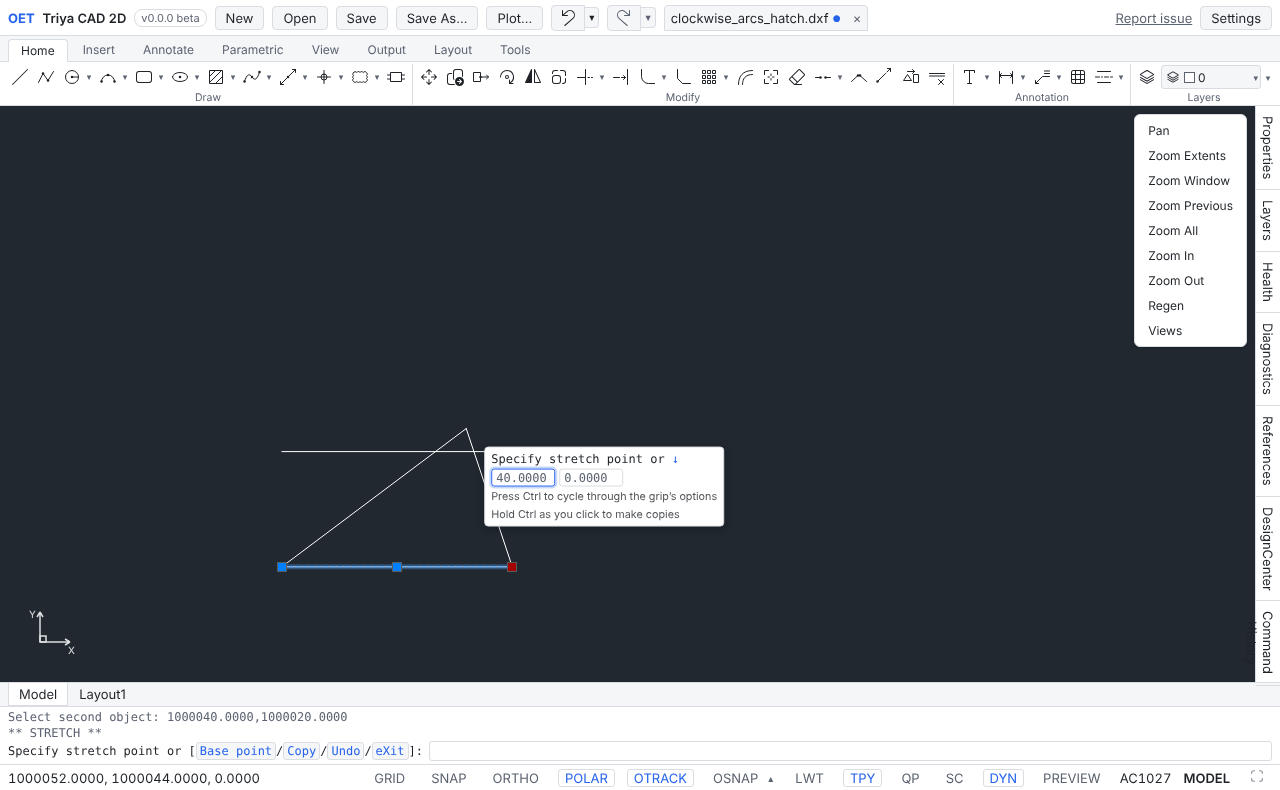 OET Triya CAD 2D v0.0.0 beta New Open Save Save As... Plot... clockwise_arcs_hatch.dxf × Report issue Settings
Home Insert Annotate Parametric View Output Layout Tools
0
Draw Modify Annotation Layers
Pan
Zoom Extents
Zoom Window
Zoom Previous
Zoom All
Zoom In
Zoom Out
Regen
Views
Properties
Layers
Health
Diagnostics
References
DesignCenter
Command
Specify stretch point or ↓
40.0000 0.0000
Press Ctrl to cycle through the grip's options
Hold Ctrl as you click to make copies
Y
X
Model Layout1
Select second object: 1000040.0000,1000020.0000
** STRETCH **
Specify stretch point or [Base point/Copy/Undo/eXit]:
1000052.0000, 1000044.0000, 0.0000 GRID SNAP ORTHO POLAR OTRACK OSNAP LWT TPY QP SC DYN PREVIEW AC1027 MODEL